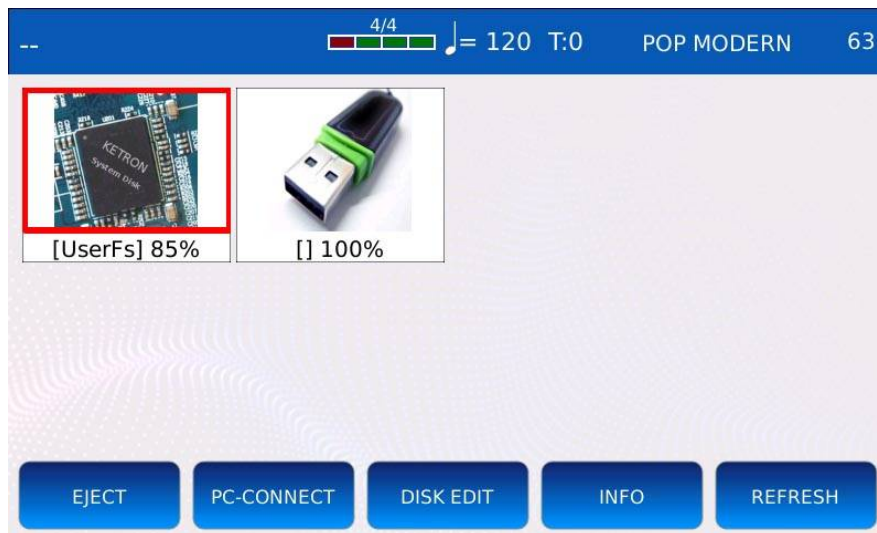 4/4
-- ♩= 120 T:0 POP MODERN 63
KETRON
System Disk
[UserFs] 85% [] 100%
EJECT PC-CONNECT DISK EDIT INFO REFRESH